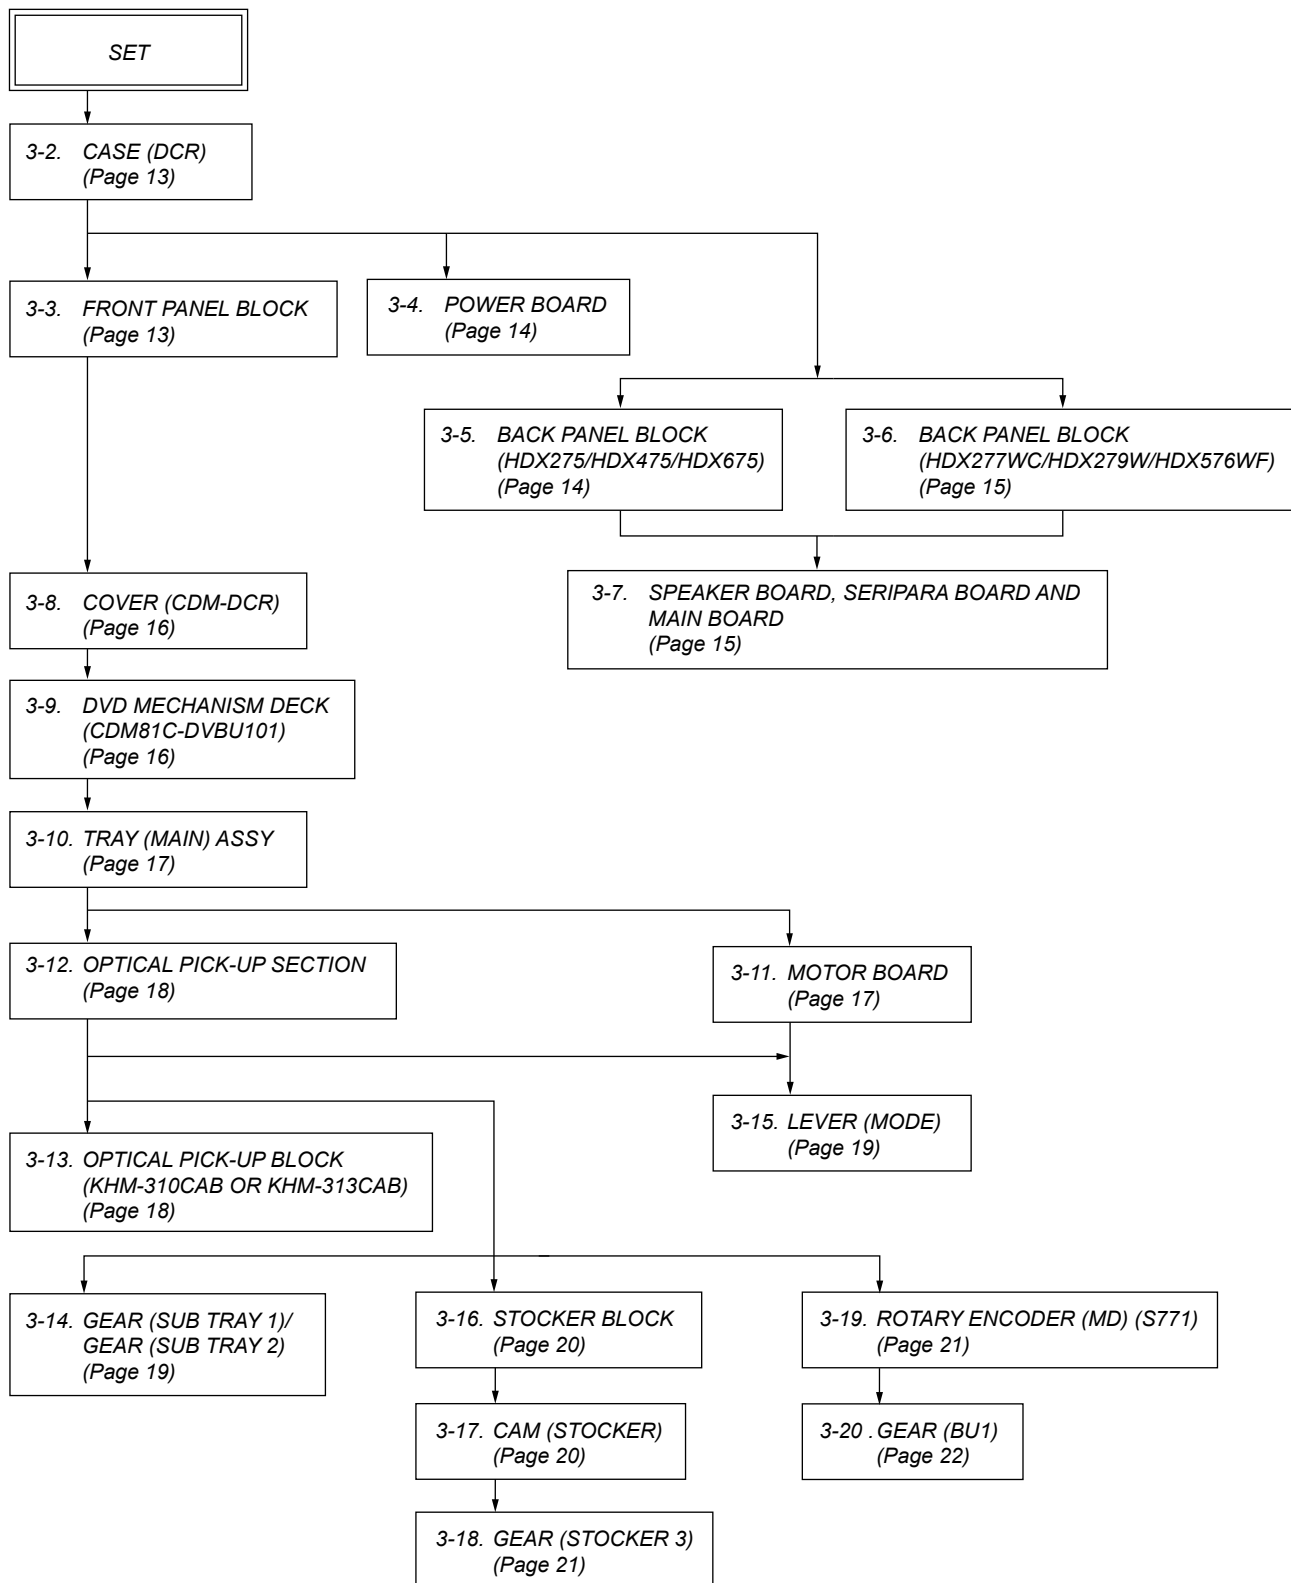 SET
3-2. CASE (DCR)
(Page 13)
3-3. FRONT PANEL BLOCK
(Page 13)
3-4. POWER BOARD
(Page 14)
3-5. BACK PANEL BLOCK
(HDX275/HDX475/HDX675)
(Page 14)
3-6. BACK PANEL BLOCK
(HDX277WC/HDX279W/HDX576WF)
(Page 15)
3-8. COVER (CDM-DCR)
(Page 16)
3-7. SPEAKER BOARD, SERIPARA BOARD AND
MAIN BOARD
(Page 15)
3-9. DVD MECHANISM DECK
(CDM81C-DVBU101)
(Page 16)
3-10. TRAY (MAIN) ASSY
(Page 17)
3-12. OPTICAL PICK-UP SECTION
(Page 18)
3-11. MOTOR BOARD
(Page 17)
3-15. LEVER (MODE)
(Page 19)
3-13. OPTICAL PICK-UP BLOCK
(KHM-310CAB OR KHM-313CAB)
(Page 18)
3-14. GEAR (SUB TRAY 1)/
GEAR (SUB TRAY 2)
(Page 19)
3-16. STOCKER BLOCK
(Page 20)
3-19. ROTARY ENCODER (MD) (S771)
(Page 21)
3-17. CAM (STOCKER)
(Page 20)
3-20 . GEAR (BU1)
(Page 22)
3-18. GEAR (STOCKER 3)
(Page 21)